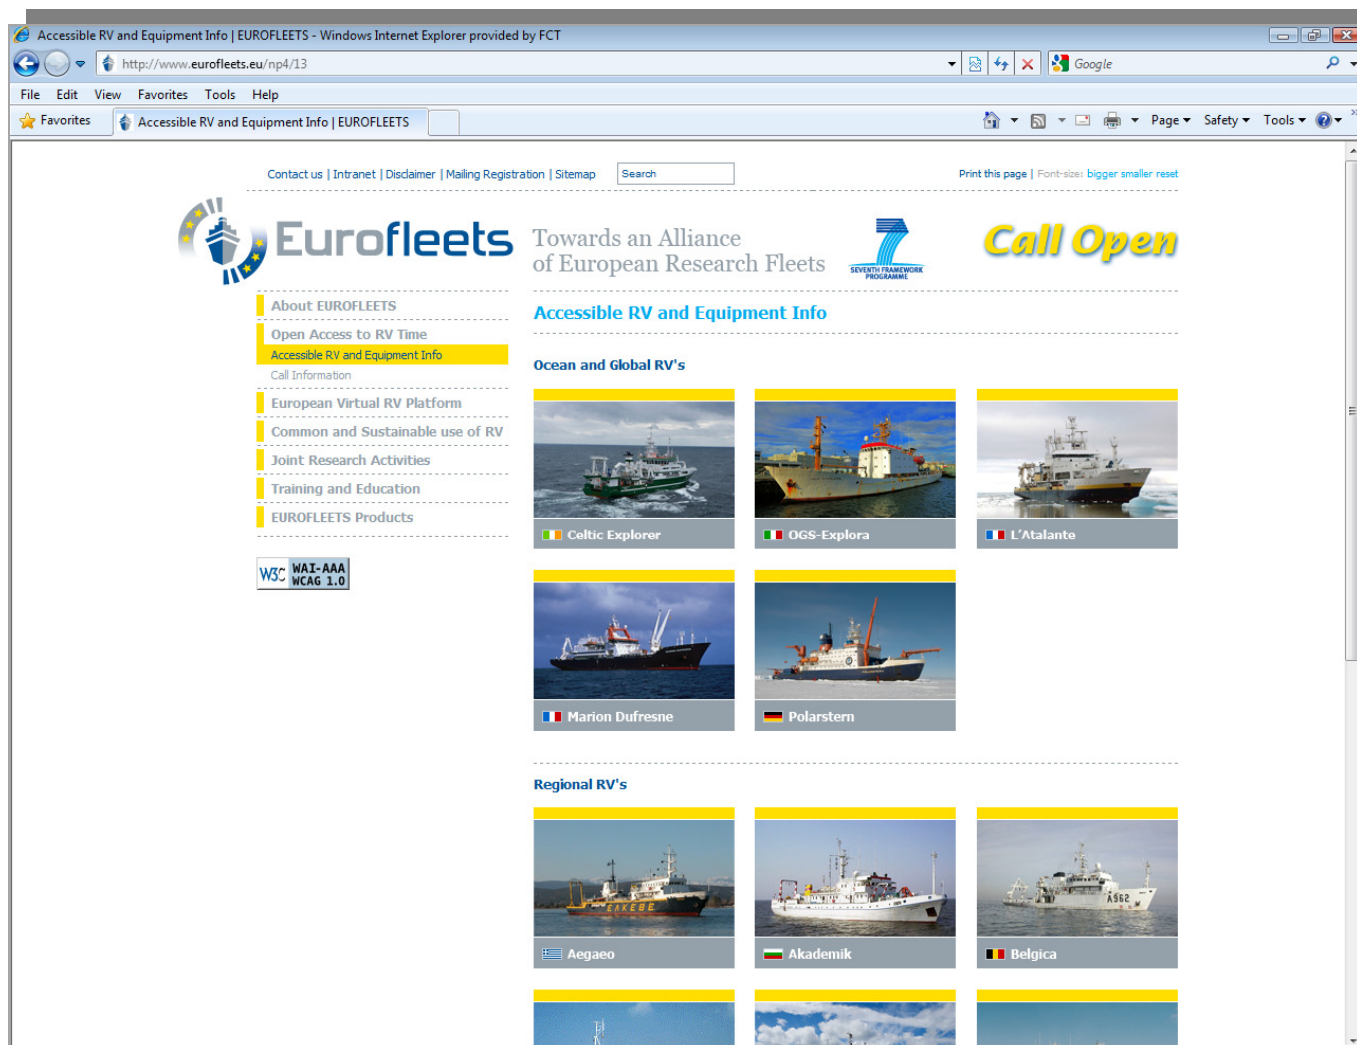 Accessible RV and Equipment Info | EUROFLEETS - Windows Internet Explorer provided by FCT
http://www.eurofleets.eu/np4/13
Google
File Edit View Favorites Tools Help
Favorites
Accessible RV and Equipment Info | EUROFLEETS
Page Safety Tools
Contact us | Intranet | Disclaimer | Mailing Registration | Sitemap
Search
Print this page | Font-size: bigger smaller reset
Eurofleets
Towards an Alliance
of European Research Fleets
7
SEVENTH FRAMEWORK
PROGRAMME
Call Open
About EUROFLEETS
Open Access to RV Time
Accessible RV and Equipment Info
Call Information
European Virtual RV Platform
Common and Sustainable use of RV
Joint Research Activities
Training and Education
EUROFLEETS Products
W3C WAI-AAA
WCAG 1.0
Accessible RV and Equipment Info
Ocean and Global RV's
Celtic Explorer
OGS-Explora
L'Atalante
Marion Dufresne
Polarstern
Regional RV's
ΕΛΚΕΘΕ
A962
Aegaeo
Akademik
Belgica